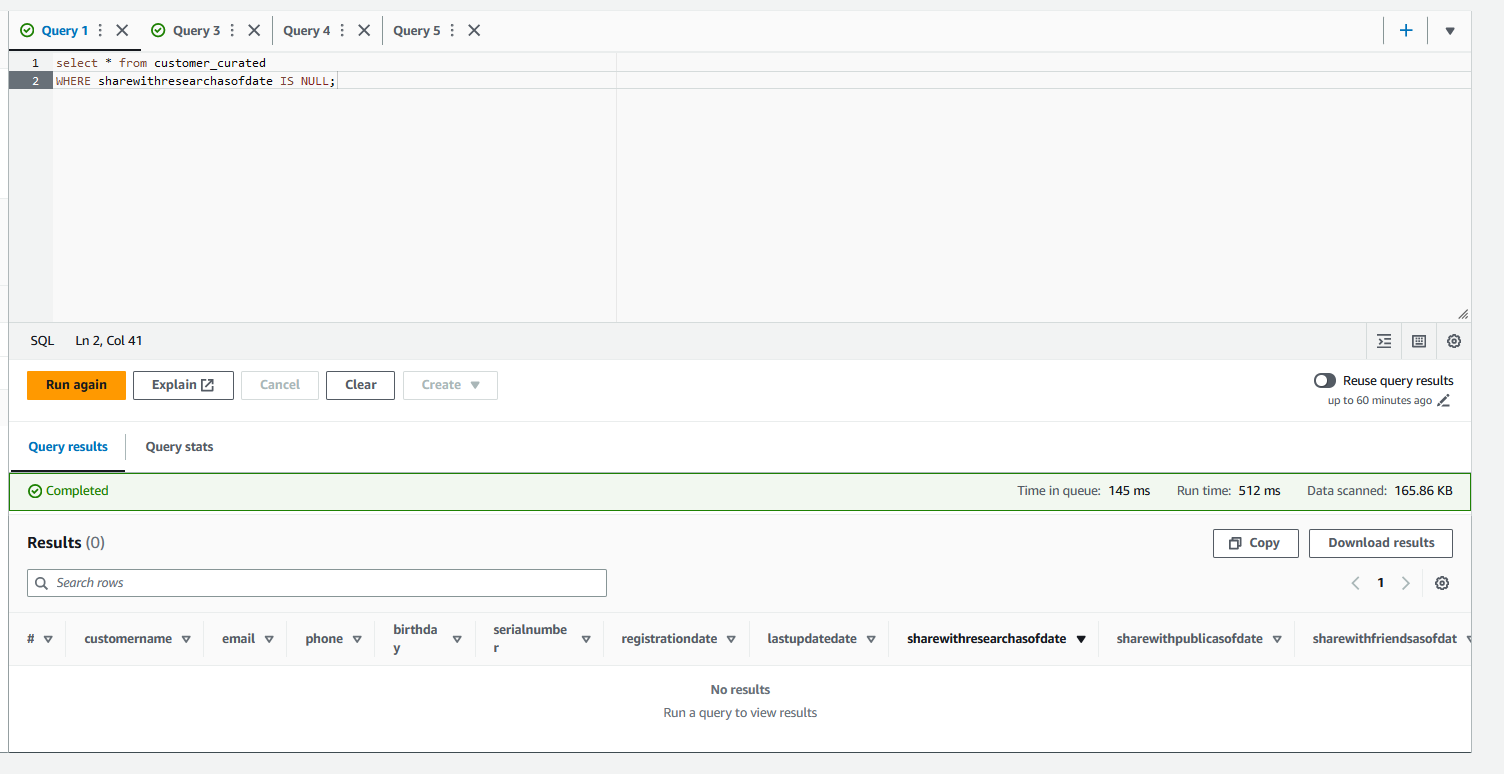 Query 1
Query 3
Query 4
Query 5
1 select * from customer_curated
2 WHERE sharewithresearchasofdate IS NULL;
SQL Ln 2, Col 41
Run again
Explain
Cancel
Clear
Create
Reuse query results
up to 60 minutes ago
Query results
Query stats
Completed
Time in queue: 145 ms Run time: 512 ms Data scanned: 165.86 KB
Results (0)
Copy
Download results
Search rows
1
#
customername
email
phone
birthda
y
serialnumbe
r
registrationdate
lastupdatedate
sharewithresearchasofdate
sharewithpublicasofdate
sharewithfriendsasofdat
No results
Run a query to view results